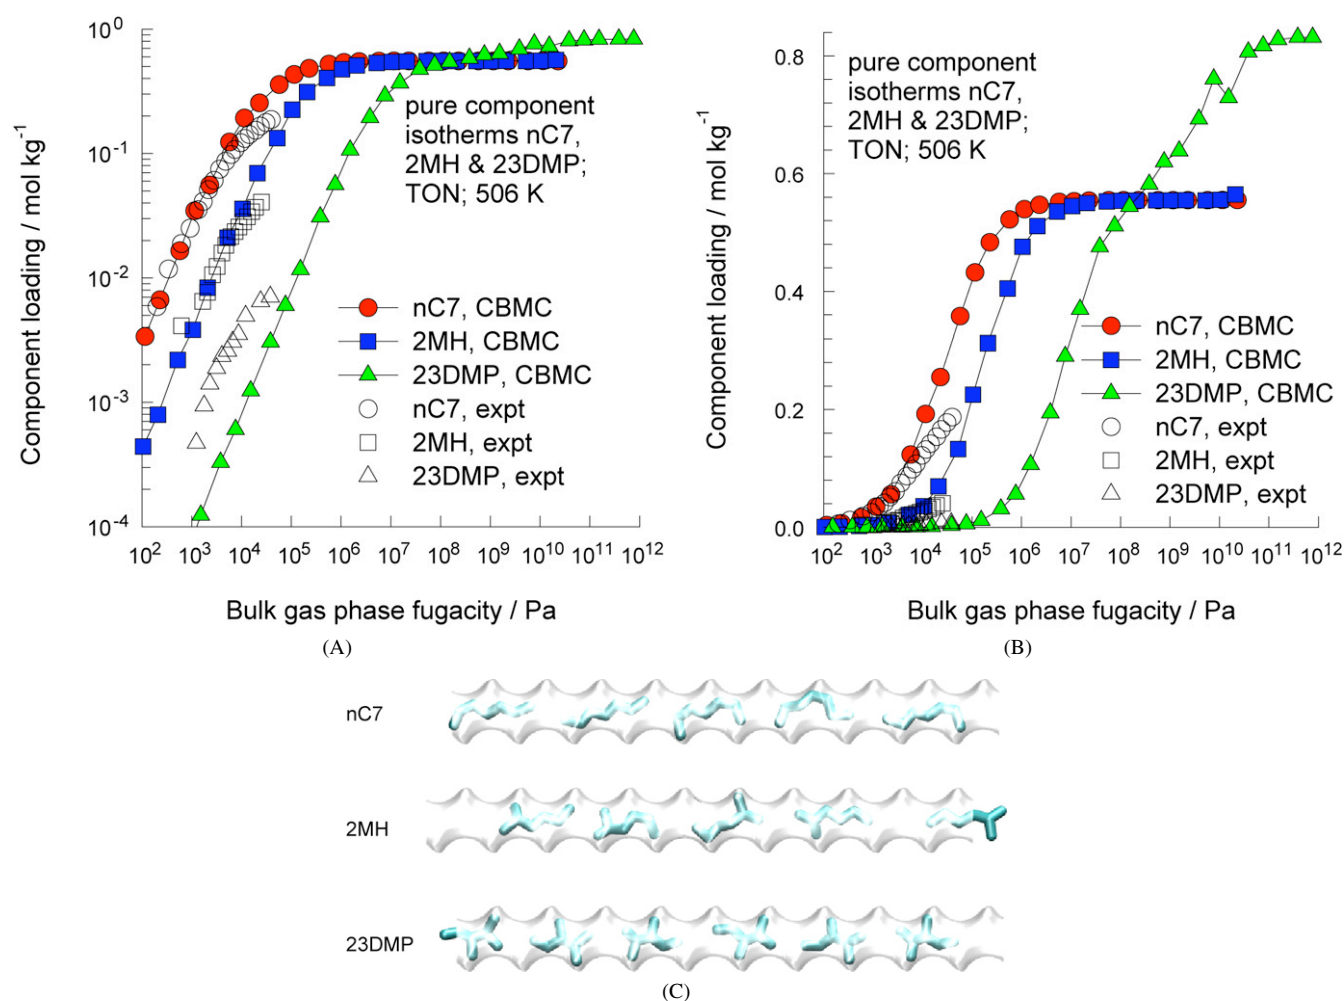 10⁰
10⁻¹
10⁻²
10⁻³
10⁻⁴
Component loading / mol kg⁻¹
pure component
isotherms nC7,
2MH & 23DMP;
TON; 506 K
nC7, CBMC
2MH, CBMC
23DMP, CBMC
nC7, expt
2MH, expt
23DMP, expt
10² 10³ 10⁴ 10⁵ 10⁶ 10⁷ 10⁸ 10⁹ 10¹⁰ 10¹¹ 10¹²
Bulk gas phase fugacity / Pa
(A)
0.8
0.6
0.4
0.2
0.0
Component loading / mol kg⁻¹
pure component
isotherms nC7,
2MH & 23DMP;
TON; 506 K
nC7, CBMC
2MH, CBMC
23DMP, CBMC
nC7, expt
2MH, expt
23DMP, expt
10² 10³ 10⁴ 10⁵ 10⁶ 10⁷ 10⁸ 10⁹ 10¹⁰ 10¹¹ 10¹²
Bulk gas phase fugacity / Pa
(B)
nC7
2MH
23DMP
(C)